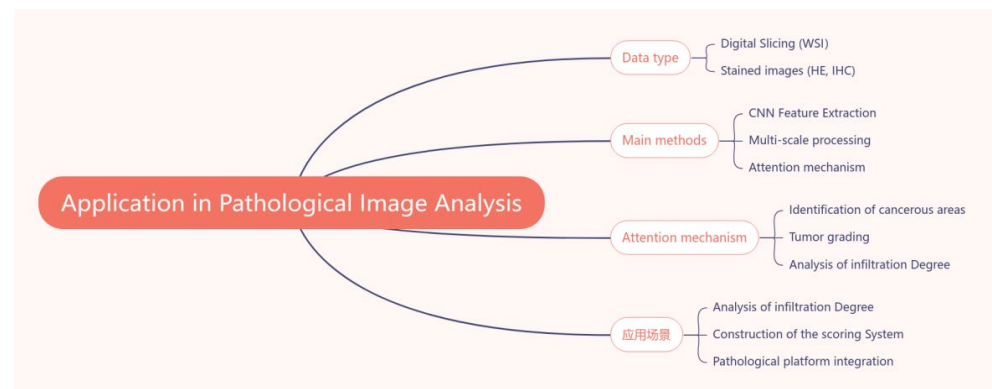 Application in Pathological Image Analysis
Data type
Digital Slicing (WSI)
Stained images (HE, IHC)
Main methods
CNN Feature Extraction
Multi-scale processing
Attention mechanism
Attention mechanism
Identification of cancerous areas
Tumor grading
Analysis of infiltration Degree
应用场景
Analysis of infiltration Degree
Construction of the scoring System
Pathological platform integration